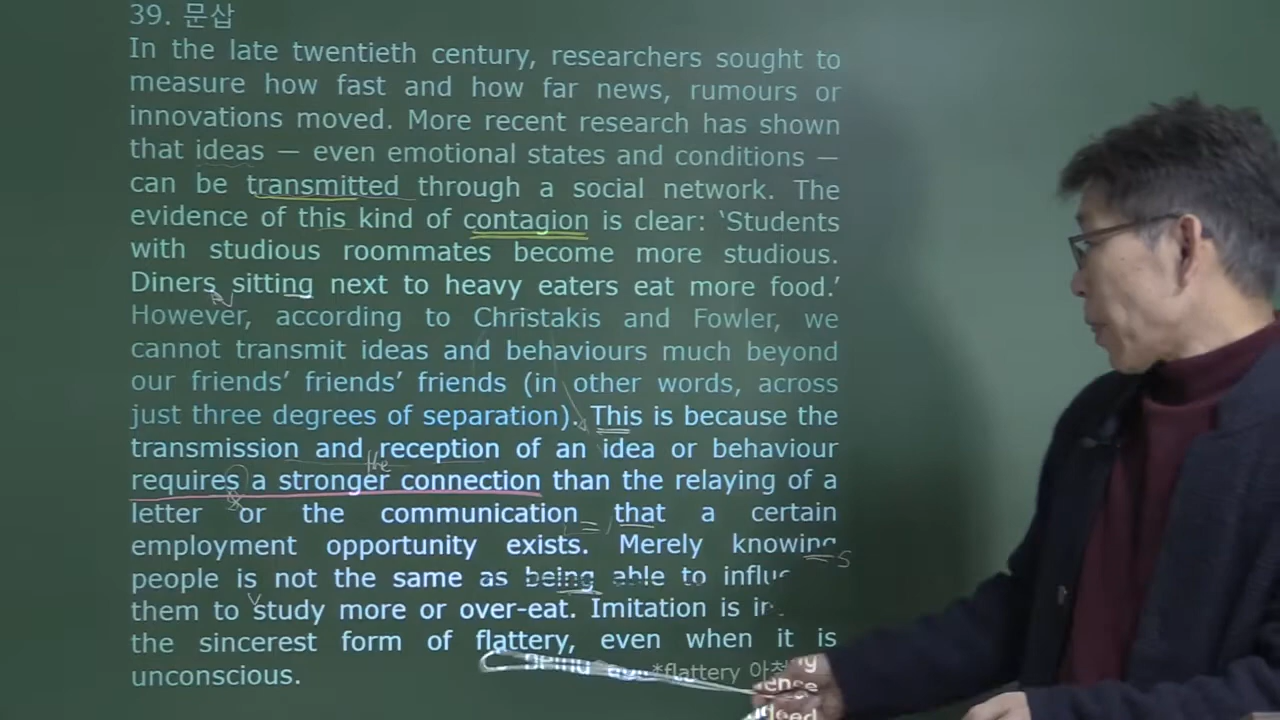 39. 문삽
In the late twentieth century, researchers sought to
measure how fast and how far news, rumours or
innovations moved. More recent research has shown
that ideas — even emotional states and conditions —
can be transmitted through a social network. The
evidence of this kind of contagion is clear: ‘Students
with studious roommates become more studious.
Diners sitting next to heavy eaters eat more food.’
However, according to Christakis and Fowler, we
cannot transmit ideas and behaviours much beyond
our friends’ friends’ friends (in other words, across
just three degrees of separation). This is because the
transmission and reception of an idea or behaviour
the
requires a stronger connection than the relaying of a
letter or the communication that a certain
employment opportunity exists. Merely knowing
people is not the same as being able to
them to study more or over-eat. Imitation is
the sincerest form of flattery, even when it is
unconscious.
*flattery